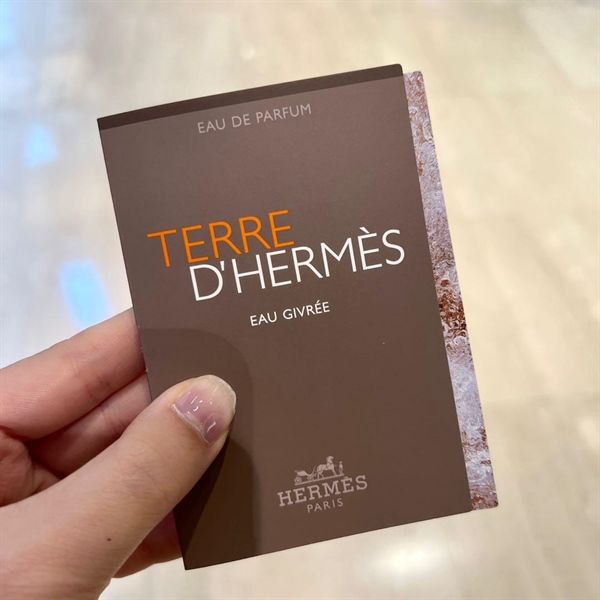 EAU DE PARFUM
TERRE
D'HERMÈS
EAU GIVRÉE
HERMÈS
PARIS